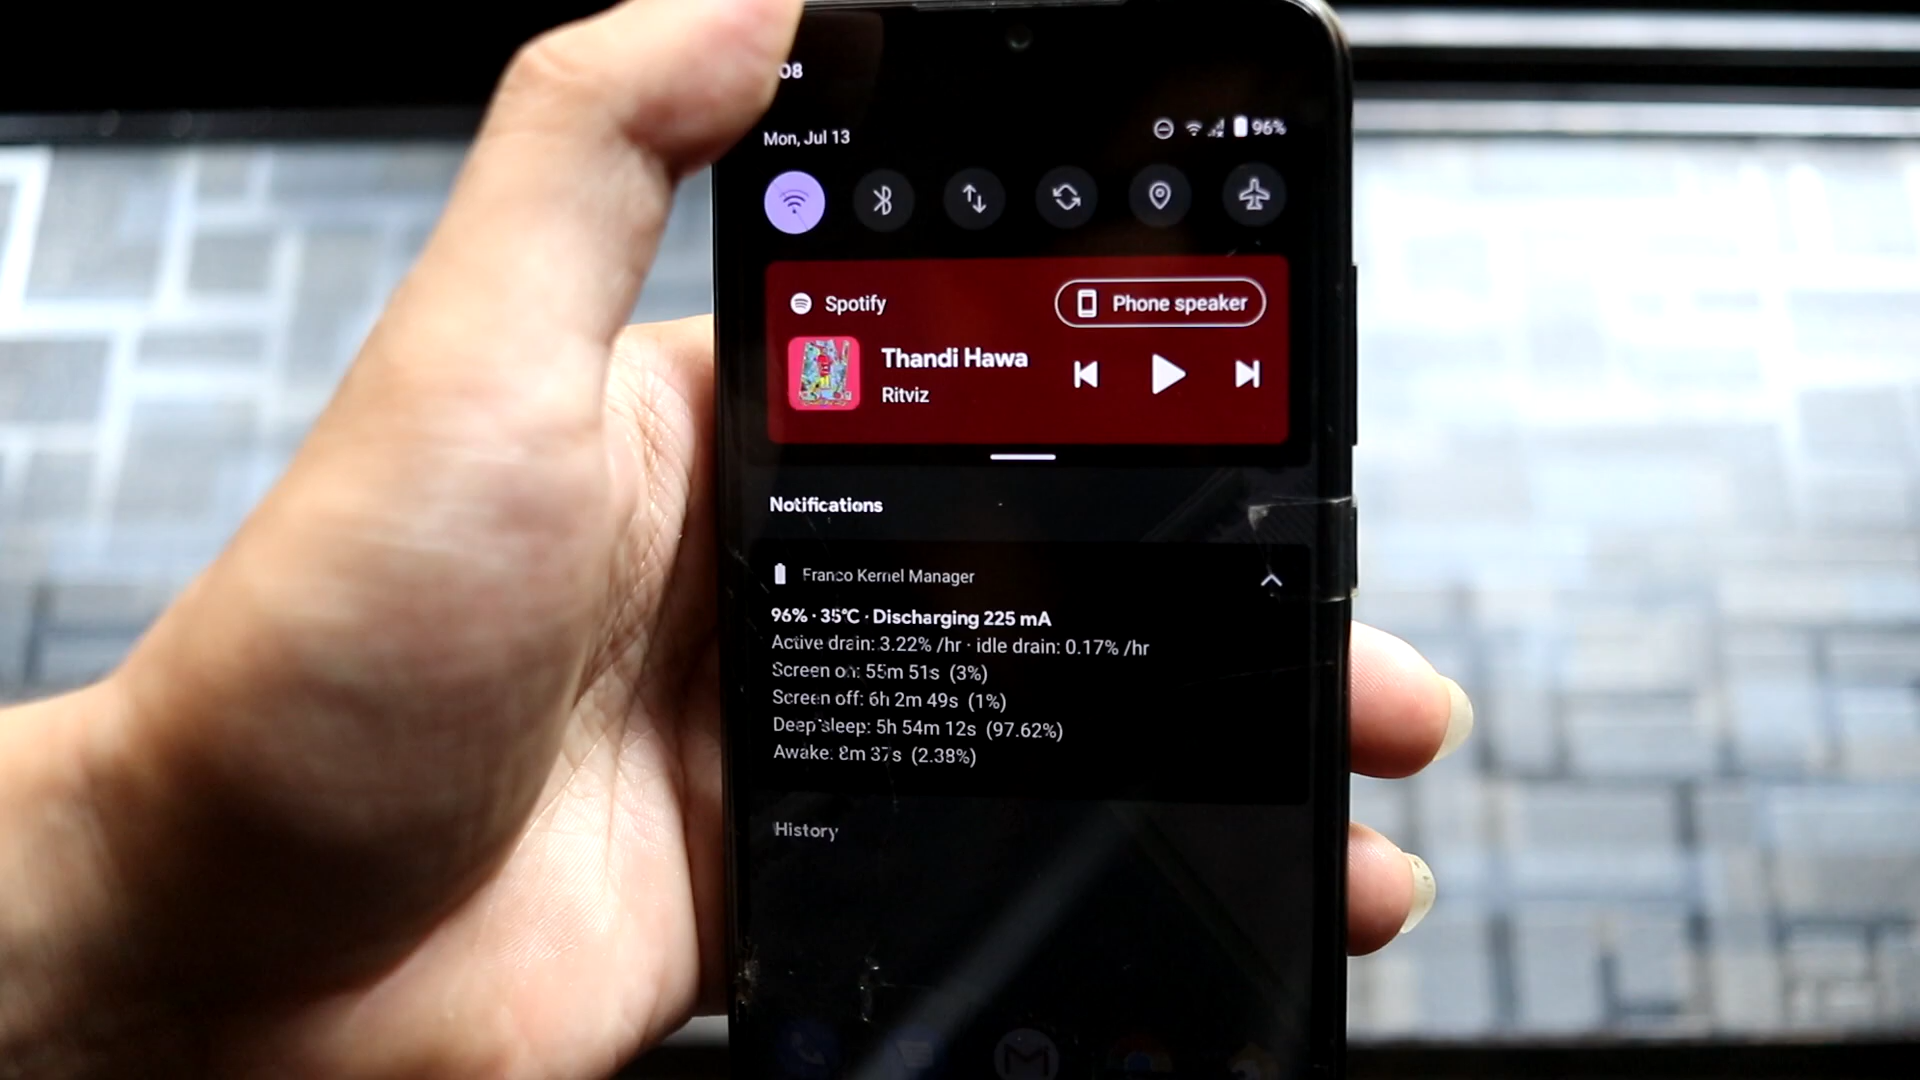 08
Mon, Jul 13
96%
Spotify
Phone speaker
Thandi Hawa
Ritviz
Notifications
Franco Kernel Manager
96% · 35°C · Discharging 225 mA
Active drain: 3.22% /hr · idle drain: 0.17% /hr
Screen on: 55m 51s (3%)
Screen off: 6h 2m 49s (1%)
Deep sleep: 5h 54m 12s (97.62%)
Awake: 8m 37s (2.38%)
History